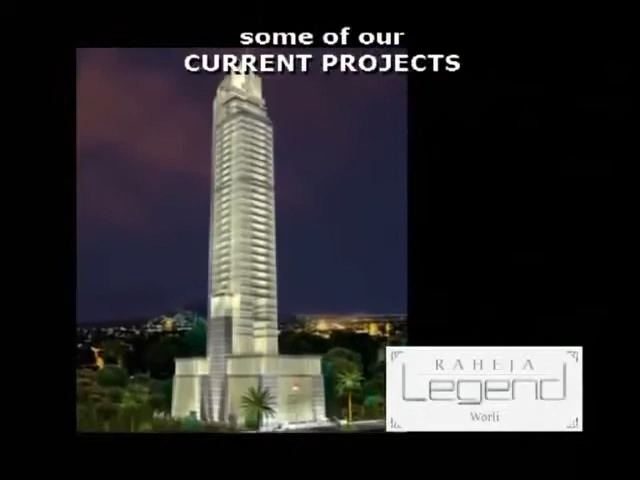 some of our
CURRENT PROJECTS
RAHEJA
Legend
Worli